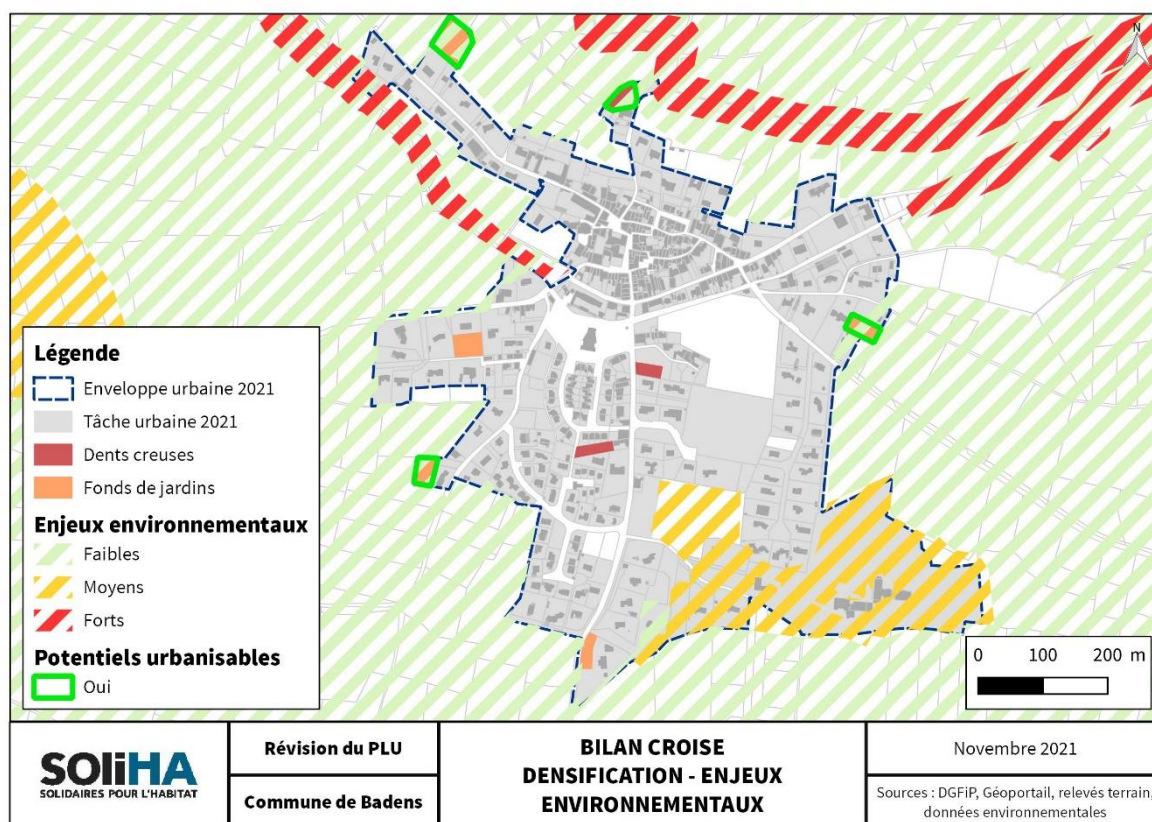 N
Légende
Enveloppe urbaine 2021
Tâche urbaine 2021
Dents creuses
Fonds de jardins
Enjeux environnementaux
Faibles
Moyens
Forts
Potentiels urbanisables
Oui
0 100 200 m
SOliHA
SOLIDAIRES POUR L'HABITAT
Révision du PLU
Commune de Badens
BILAN CROISE
DENSIFICATION - ENJEUX
ENVIRONNEMENTAUX
Novembre 2021
Sources : DGFiP, Géoportail, relevés terrain,
données environnementales